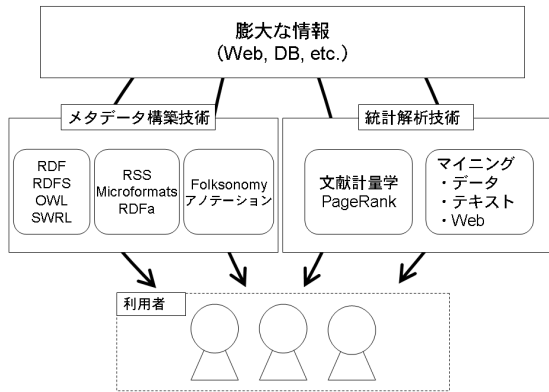 膨大な情報
（Web, DB, etc.）
メタデータ構築技術
RDF
RDFS
OWL
SWRL
RSS
Microformats
RDFa
Folksonomy
アノテーション
統計解析技術
文献計量学
PageRank
マイニング
・データ
・テキスト
・Web
利用者